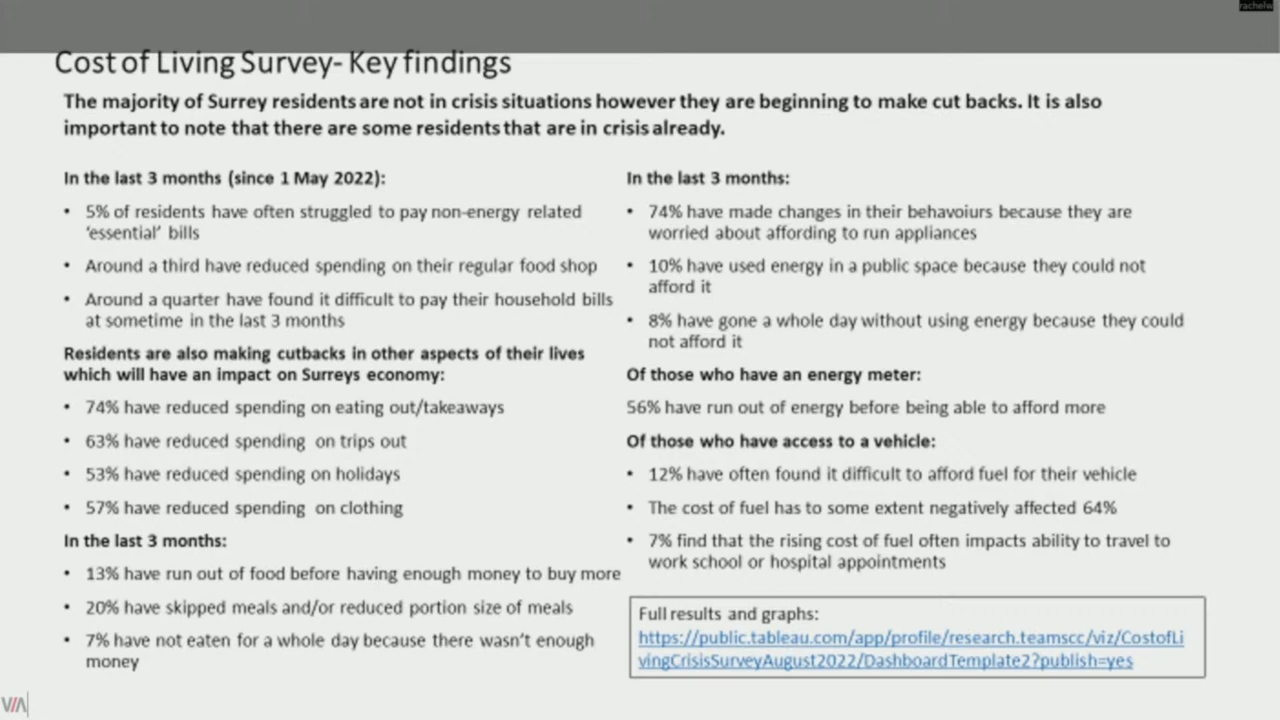 rachelw
Cost of Living Survey- Key findings
The majority of Surrey residents are not in crisis situations however they are beginning to make cut backs. It is also
important to note that there are some residents that are in crisis already.
In the last 3 months (since 1 May 2022):
• 5% of residents have often struggled to pay non-energy related
‘essential’ bills
• Around a third have reduced spending on their regular food shop
• Around a quarter have found it difficult to pay their household bills
at sometime in the last 3 months
Residents are also making cutbacks in other aspects of their lives
which will have an impact on Surreys economy:
• 74% have reduced spending on eating out/takeaways
• 63% have reduced spending on trips out
• 53% have reduced spending on holidays
• 57% have reduced spending on clothing
In the last 3 months:
• 13% have run out of food before having enough money to buy more
• 20% have skipped meals and/or reduced portion size of meals
• 7% have not eaten for a whole day because there wasn’t enough
money
In the last 3 months:
• 74% have made changes in their behavoiurs because they are
worried about affording to run appliances
• 10% have used energy in a public space because they could not
afford it
• 8% have gone a whole day without using energy because they could
not afford it
Of those who have an energy meter:
56% have run out of energy before being able to afford more
Of those who have access to a vehicle:
• 12% have often found it difficult to afford fuel for their vehicle
• The cost of fuel has to some extent negatively affected 64%
• 7% find that the rising cost of fuel often impacts ability to travel to
work school or hospital appointments
Full results and graphs:
https://public.tableau.com/app/profile/research.teamscc/viz/CostofLi
vingCrisisSurveyAugust2022/DashboardTemplate2?publish=yes
VIA